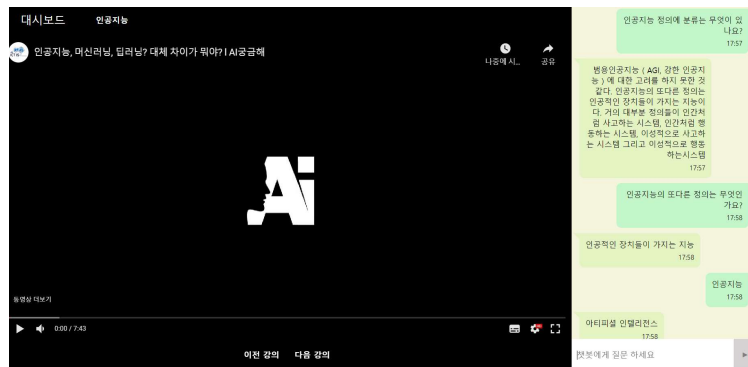 대시보드 인공지능
인공지능, 머신러닝, 딥러닝? 대체 차이가 뭐야? I AI궁금해
나중에 시...
공유
Ai
동영상 더보기
0:00 / 7:43
이전 강의 다음 강의
인공지능 정의에 분류는 무엇이 있
나요?
17:57
범용인공지능 ( AGI, 강한 인공지
능 ) 에 대한 고려를 하지 못한 것
같다. 인공지능의 또다른 정의는
인공적인 장치들이 가지는 지능이
다. 거의 대부분 정의들이 인간처
럼 사고하는 시스템, 인간처럼 행
동하는 시스템, 이성적으로 사고하
는 시스템 그리고 이성적으로 행동
하는시스템
17:57
인공지능의 또다른 정의는 무엇인
가요?
17:58
인공적인 장치들이 가지는 지능
17:58
인공지능
17:58
아티피셜 인텔리전스
17:58
챗봇에게 질문 하세요